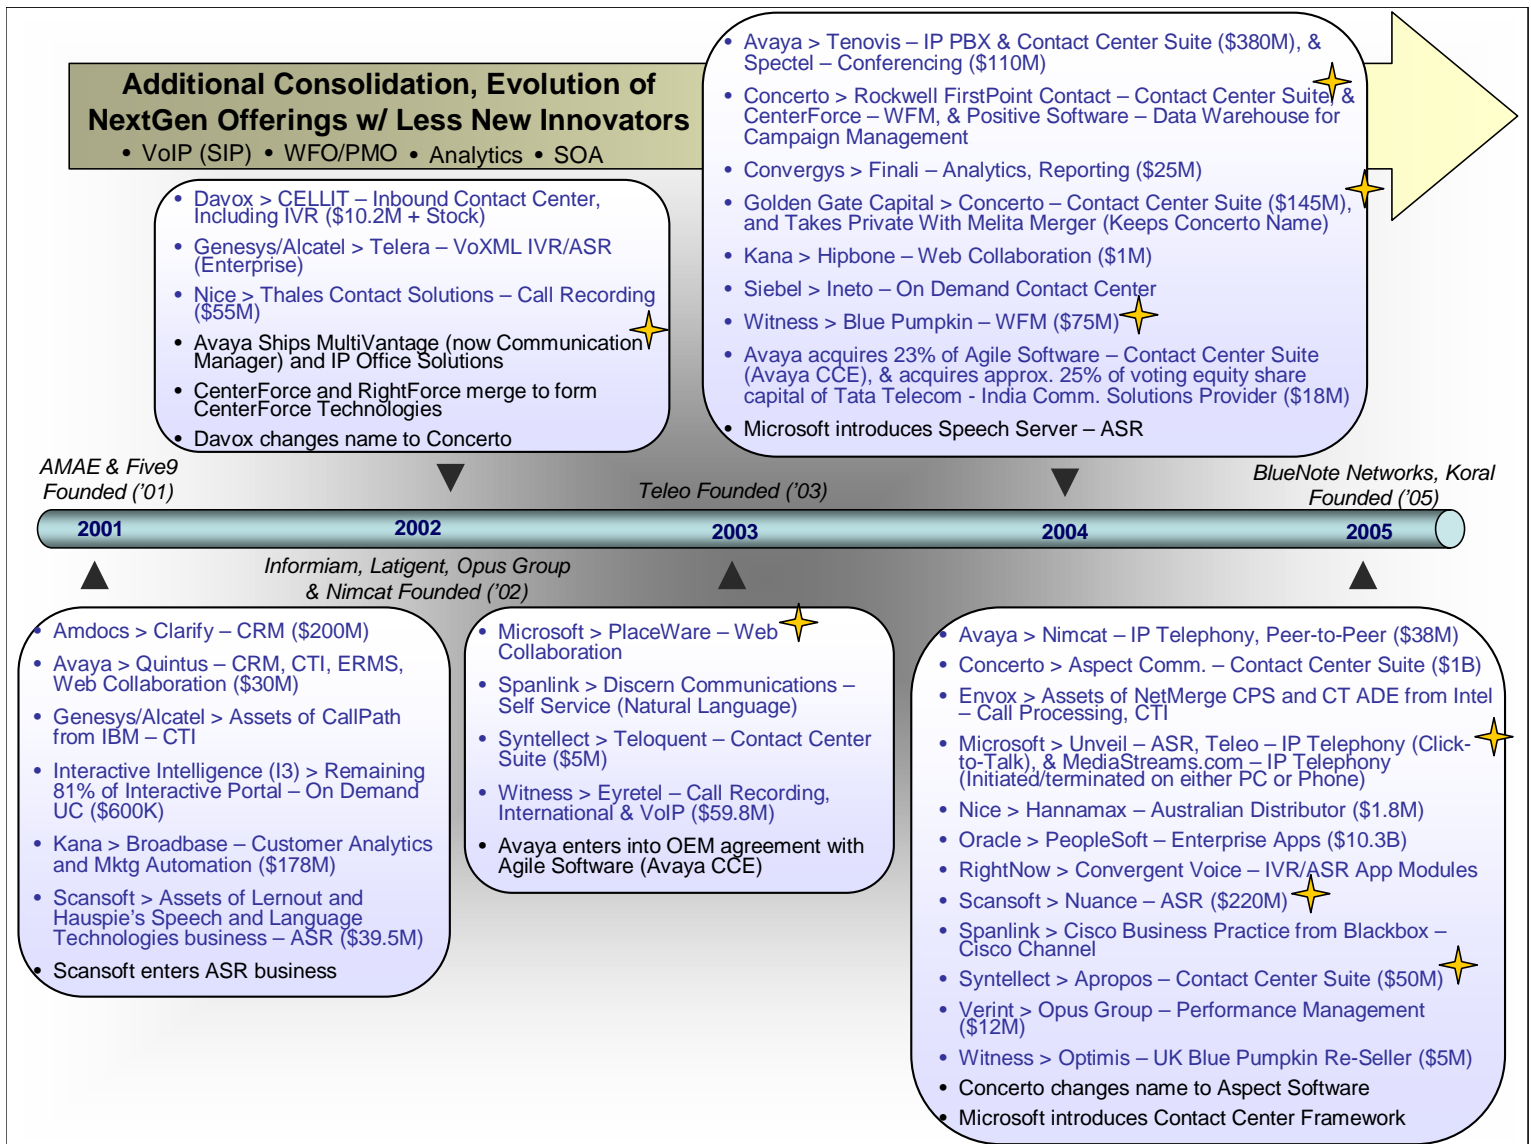 Additional Consolidation, Evolution of
NextGen Offerings w/ Less New Innovators
• VoIP (SIP) • WFO/PMO • Analytics • SOA
• Davox > CELLIT – Inbound Contact Center,
Including IVR ($10.2M + Stock)
• Genesys/Alcatel > Telera – VoXML IVR/ASR
(Enterprise)
• Nice > Thales Contact Solutions – Call Recording
($55M)
• Avaya Ships MultiVantage (now Communication
Manager) and IP Office Solutions
• CenterForce and RightForce merge to form
CenterForce Technologies
• Davox changes name to Concerto
• Avaya > Tenovis – IP PBX & Contact Center Suite ($380M), &
Spectel – Conferencing ($110M)
• Concerto > Rockwell FirstPoint Contact – Contact Center Suite, &
CenterForce – WFM, & Positive Software – Data Warehouse for
Campaign Management
• Convergys > Finali – Analytics, Reporting ($25M)
• Golden Gate Capital > Concerto – Contact Center Suite ($145M),
and Takes Private With Melita Merger (Keeps Concerto Name)
• Kana > Hipbone – Web Collaboration ($1M)
• Siebel > Ineto – On Demand Contact Center
• Witness > Blue Pumpkin – WFM ($75M)
• Avaya acquires 23% of Agile Software – Contact Center Suite
(Avaya CCE), & acquires approx. 25% of voting equity share
capital of Tata Telecom - India Comm. Solutions Provider ($18M)
• Microsoft introduces Speech Server – ASR
AMAE & Five9
Founded ('01)
Teleo Founded ('03)
BlueNote Networks, Koral
Founded ('05)
2001 2002 2003 2004 2005
Informiam, Latigent, Opus Group
& Nimcat Founded ('02)
• Amdocs > Clarify – CRM ($200M)
• Avaya > Quintus – CRM, CTI, ERMS,
Web Collaboration ($30M)
• Genesys/Alcatel > Assets of CallPath
from IBM – CTI
• Interactive Intelligence (I3) > Remaining
81% of Interactive Portal – On Demand
UC ($600K)
• Kana > Broadbase – Customer Analytics
and Mktg Automation ($178M)
• Scansoft > Assets of Lernout and
Hauspie's Speech and Language
Technologies business – ASR ($39.5M)
• Scansoft enters ASR business
• Microsoft > PlaceWare – Web
Collaboration
• Spanlink > Discern Communications –
Self Service (Natural Language)
• Syntellect > Teloquent – Contact Center
Suite ($5M)
• Witness > Eyretel – Call Recording,
International & VoIP ($59.8M)
• Avaya enters into OEM agreement with
Agile Software (Avaya CCE)
• Avaya > Nimcat – IP Telephony, Peer-to-Peer ($38M)
• Concerto > Aspect Comm. – Contact Center Suite ($1B)
• Envox > Assets of NetMerge CPS and CT ADE from Intel
– Call Processing, CTI
• Microsoft > Unveil – ASR, Teleo – IP Telephony (Click-
to-Talk), & MediaStreams.com – IP Telephony
(Initiated/terminated on either PC or Phone)
• Nice > Hannamax – Australian Distributor ($1.8M)
• Oracle > PeopleSoft – Enterprise Apps ($10.3B)
• RightNow > Convergent Voice – IVR/ASR App Modules
• Scansoft > Nuance – ASR ($220M)
• Spanlink > Cisco Business Practice from Blackbox –
Cisco Channel
• Syntellect > Apropos – Contact Center Suite ($50M)
• Verint > Opus Group – Performance Management
($12M)
• Witness > Optimis – UK Blue Pumpkin Re-Seller ($5M)
• Concerto changes name to Aspect Software
• Microsoft introduces Contact Center Framework